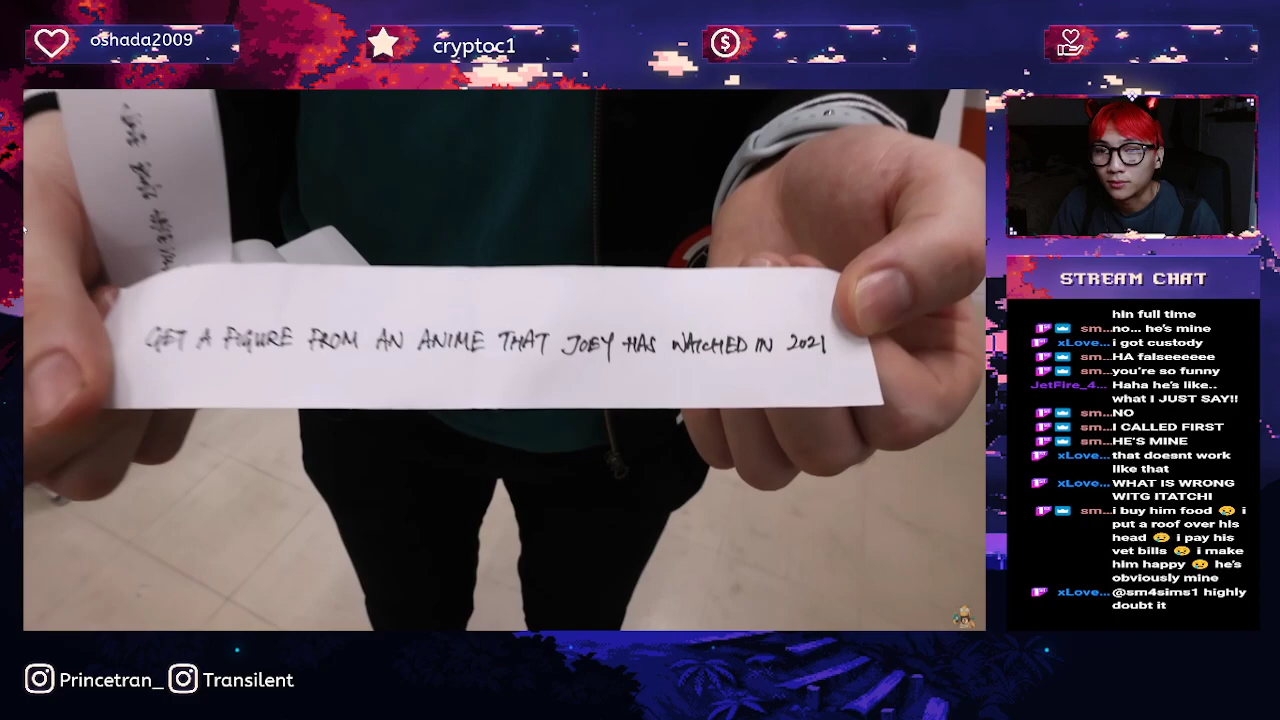 oshada2009
cryptoc1
GET A FIGURE FROM AN ANIME THAT JOEY HAS WATCHED IN 2021
STREAM CHAT
hin full time
sm... no... he's mine
xLove... i got custody
sm... HA falseeeeee
sm... you're so funny
JetFire_4... Haha he's like..
what I JUST SAY!!
sm... NO
sm... I CALLED FIRST
sm... HE'S MINE
xLove... that doesnt work
like that
xLove... WHAT IS WRONG
WITG ITATCHI
sm... i buy him food 😥 i
put a roof over his
head 😥 i pay his
vet bills 😥 i make
him happy 😥 he's
obviously mine
xLove... @sm4sims1 highly
doubt it
Princetran_ Transilent